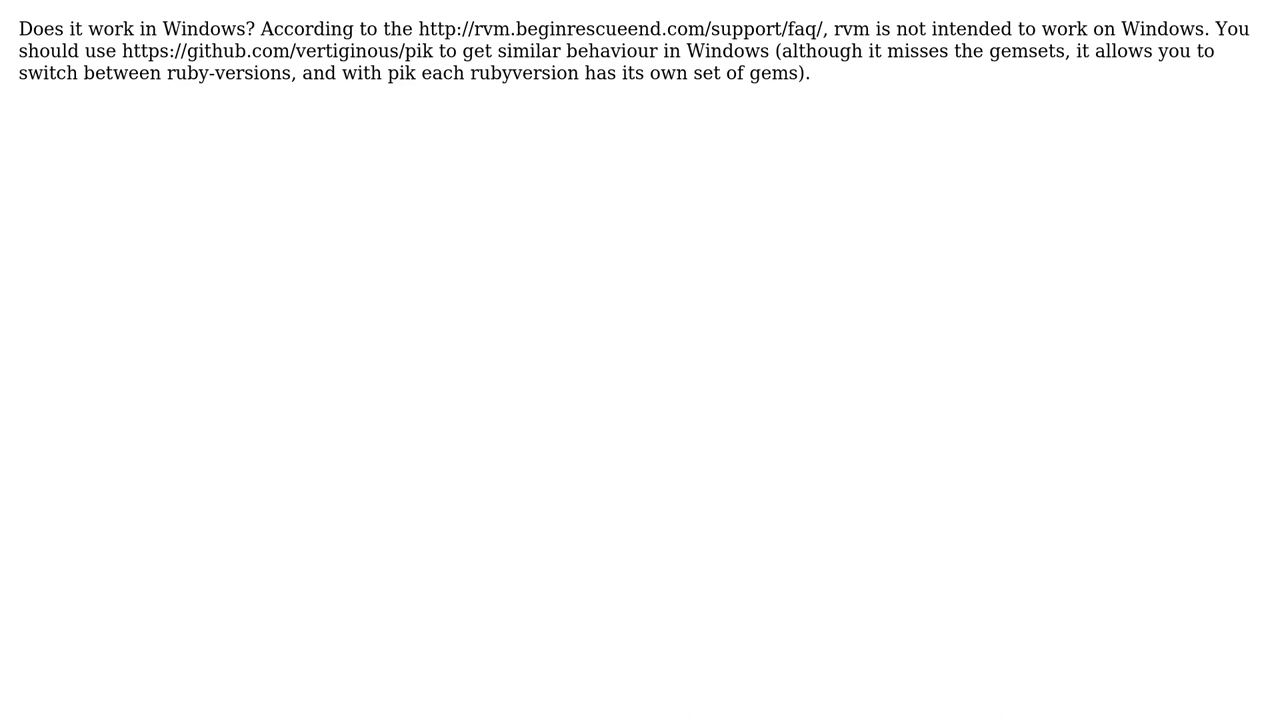 Does it work in Windows? According to the http://rvm.beginrescueend.com/support/faq/, rvm is not intended to work on Windows. You
should use https://github.com/vertiginous/pik to get similar behaviour in Windows (although it misses the gemsets, it allows you to
switch between ruby-versions, and with pik each rubyversion has its own set of gems).